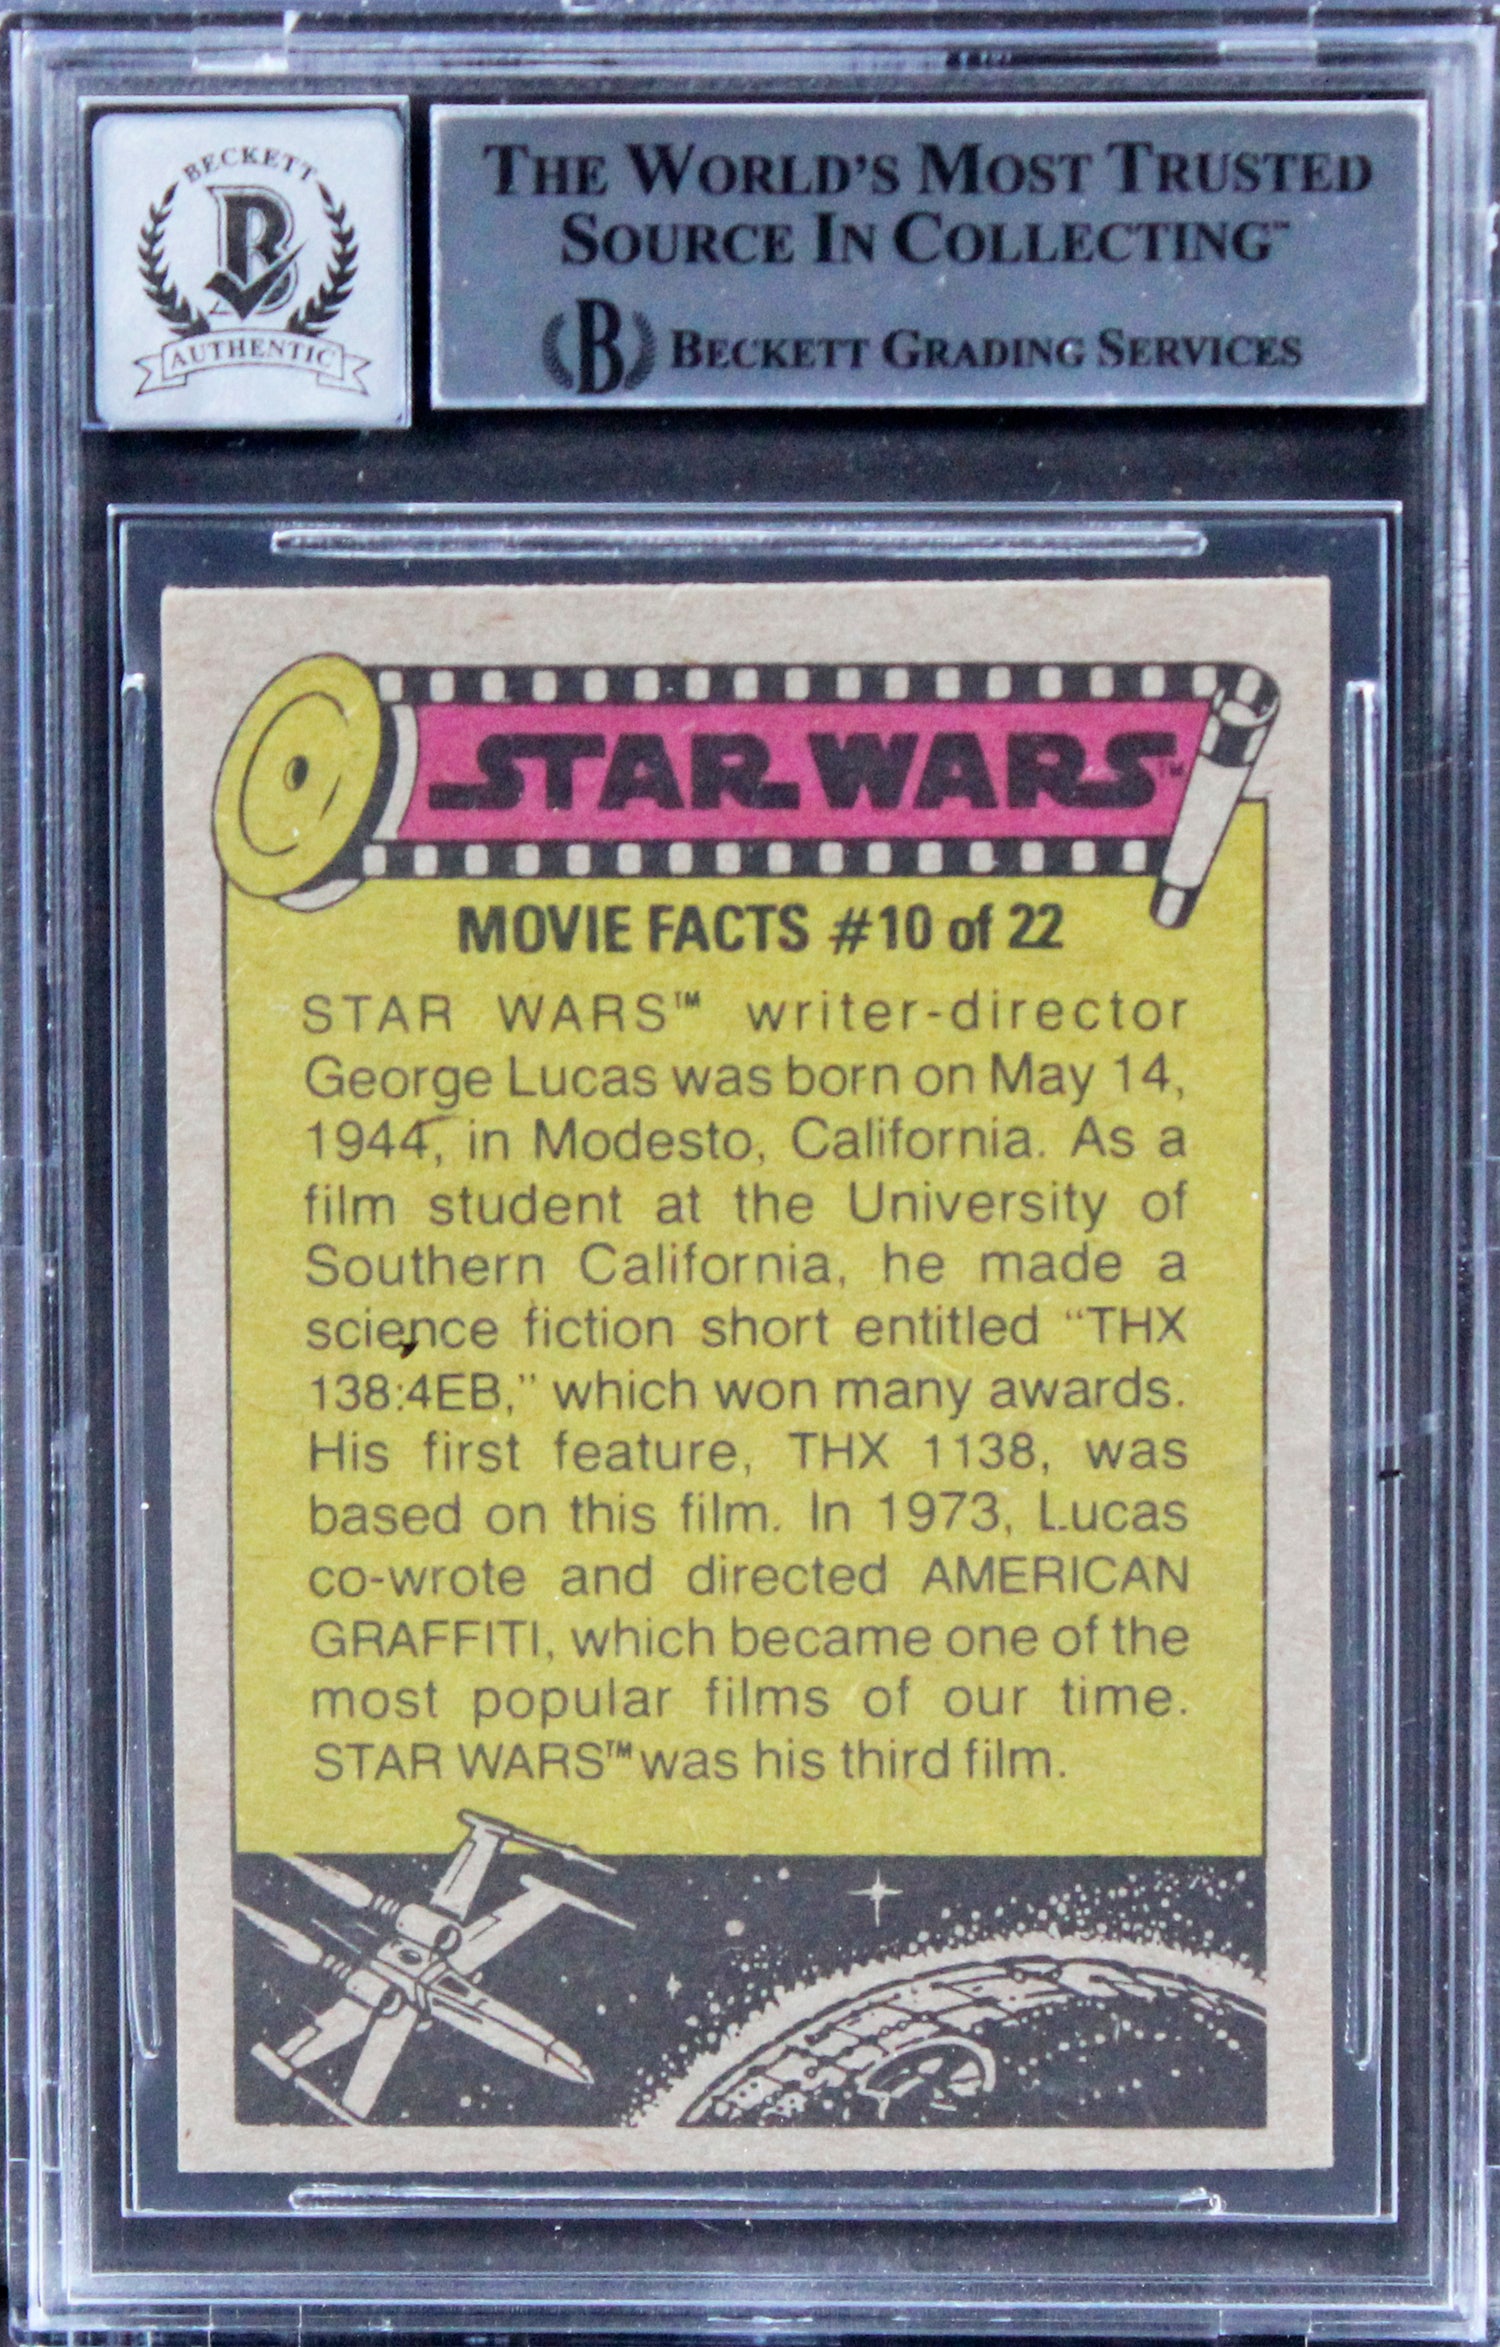 BECKETT
B
AUTHENTIC
THE WORLD'S MOST TRUSTED
SOURCE IN COLLECTING™
B BECKETT GRADING SERVICES
STAR WARS™
MOVIE FACTS #10 of 22
STAR WARS™ writer-director
George Lucas was born on May 14,
1944, in Modesto, California. As a
film student at the University of
Southern California, he made a
science fiction short entitled “THX
138:4EB,” which won many awards.
His first feature, THX 1138, was
based on this film. In 1973, Lucas
co-wrote and directed AMERICAN
GRAFFITI, which became one of the
most popular films of our time.
STAR WARS™ was his third film.